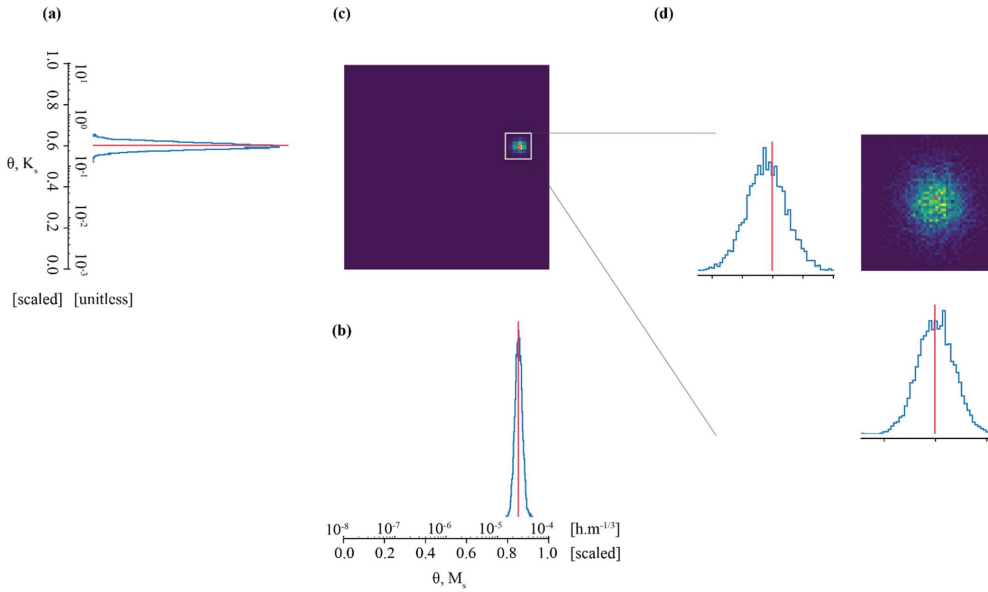 (a)
(c)
(d)
1.0
0.8
0.6
0.4
0.2
0.0
10¹
10⁰
10⁻¹
10⁻²
10⁻³
θ, Kₛ
[scaled] [unitless]
(b)
10⁻⁸ 10⁻⁷ 10⁻⁶ 10⁻⁵ 10⁻⁴ [h.m⁻¹ᐟ³]
0.0 0.2 0.4 0.6 0.8 1.0 [scaled]
θ, Mₛ